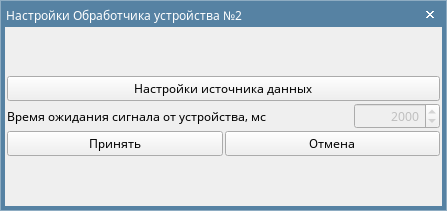 Настройки Обработчика устройства №2
Настройки источника данных
Время ожидания сигнала от устройства, мс 2000
Принять Отмена